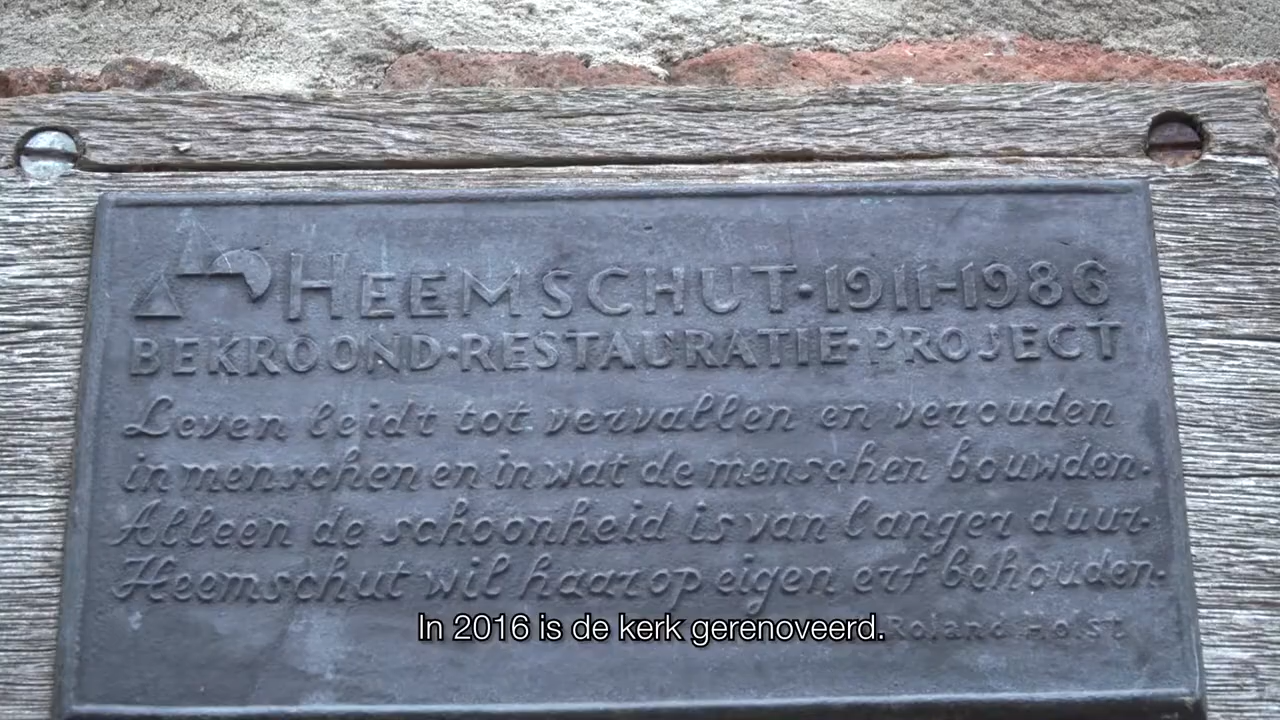 HEEMSCHUT·1911-1986
BEKROOND·RESTAURATIE·PROJECT
Leven leidt tot vervallen en verouden
in menschen en in wat de menschen bouwden.
Alleen de schoonheid is van langer duur.
Heemschut wil haar op eigen erf behouden.
Roland Holst
In 2016 is de kerk gerenoveerd.